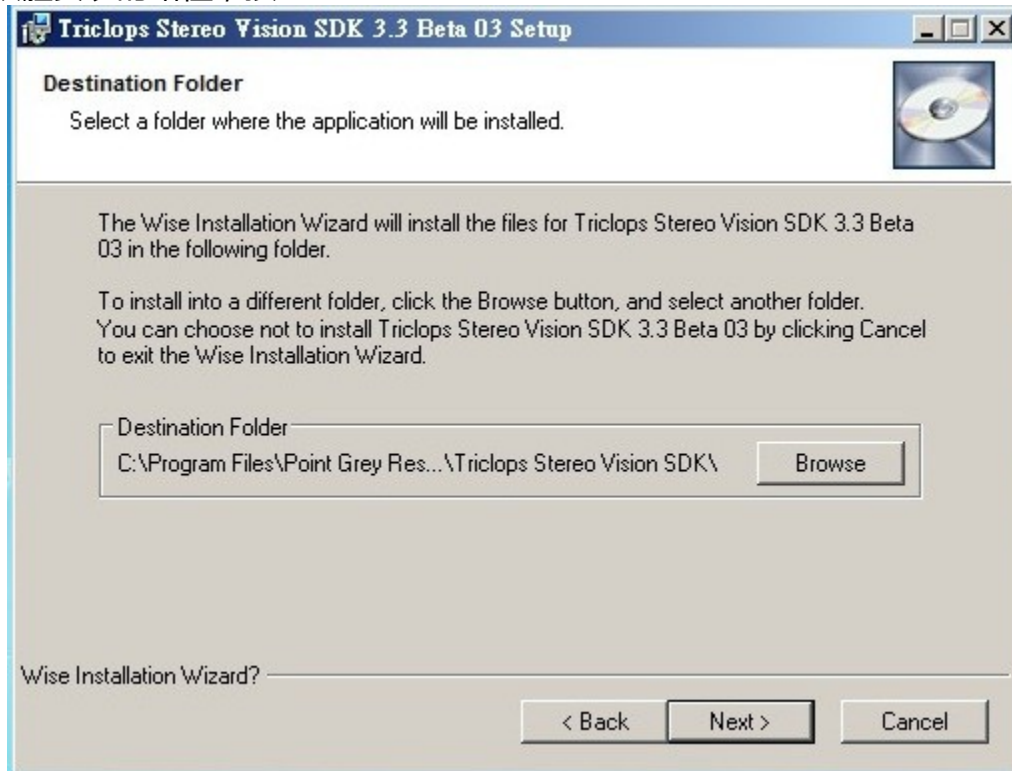 Triclops Stereo Vision SDK 3.3 Beta 03 Setup
Destination Folder
Select a folder where the application will be installed.
The Wise Installation Wizard will install the files for Triclops Stereo Vision SDK 3.3 Beta
03 in the following folder.
To install into a different folder, click the Browse button, and select another folder.
You can choose not to install Triclops Stereo Vision SDK 3.3 Beta 03 by clicking Cancel
to exit the Wise Installation Wizard.
Destination Folder
C:\Program Files\Point Grey Res...\Triclops Stereo Vision SDK\ Browse
Wise Installation Wizard?
< Back Next > Cancel